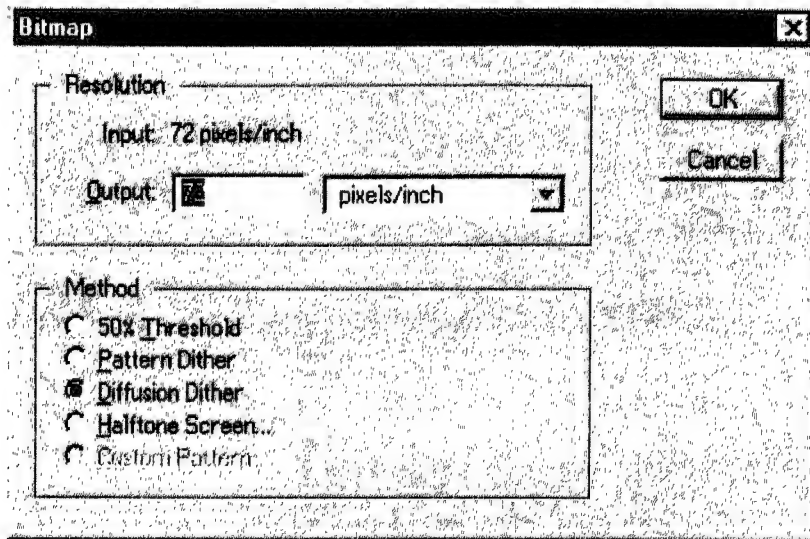 Bitmap
Resolution
Input: 72 pixels/inch
Output: 72 pixels/inch
OK
Cancel
Method
50% Threshold
Pattern Dither
Diffusion Dither
Halftone Screen...
Custom Pattern